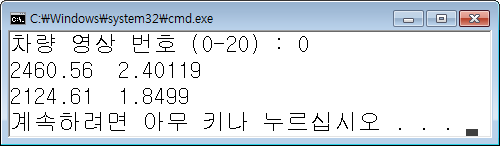 C:\Windows\system32\cmd.exe
차량 영상 번호 (0-20) : 0
2460.56  2.40119
2124.61  1.8499
계속하려면 아무 키나 누르십시오 . . .